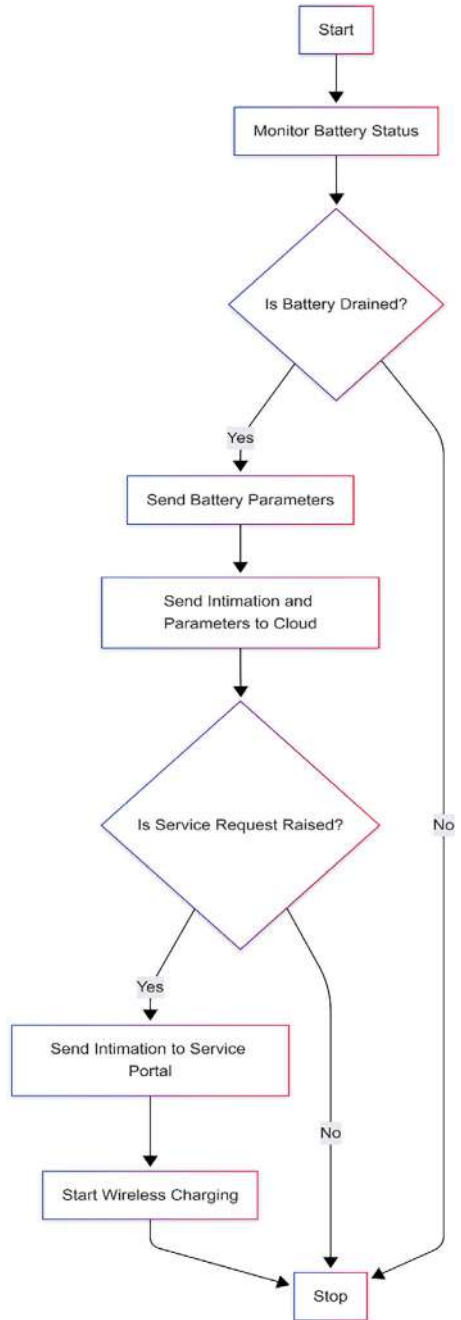 Start
Monitor Battery Status
Is Battery Drained?
Yes
Send Battery Parameters
Send Intimation and
Parameters to Cloud
Is Service Request Raised?
No
Yes
Send Intimation to Service
Portal
No
Start Wireless Charging
Stop